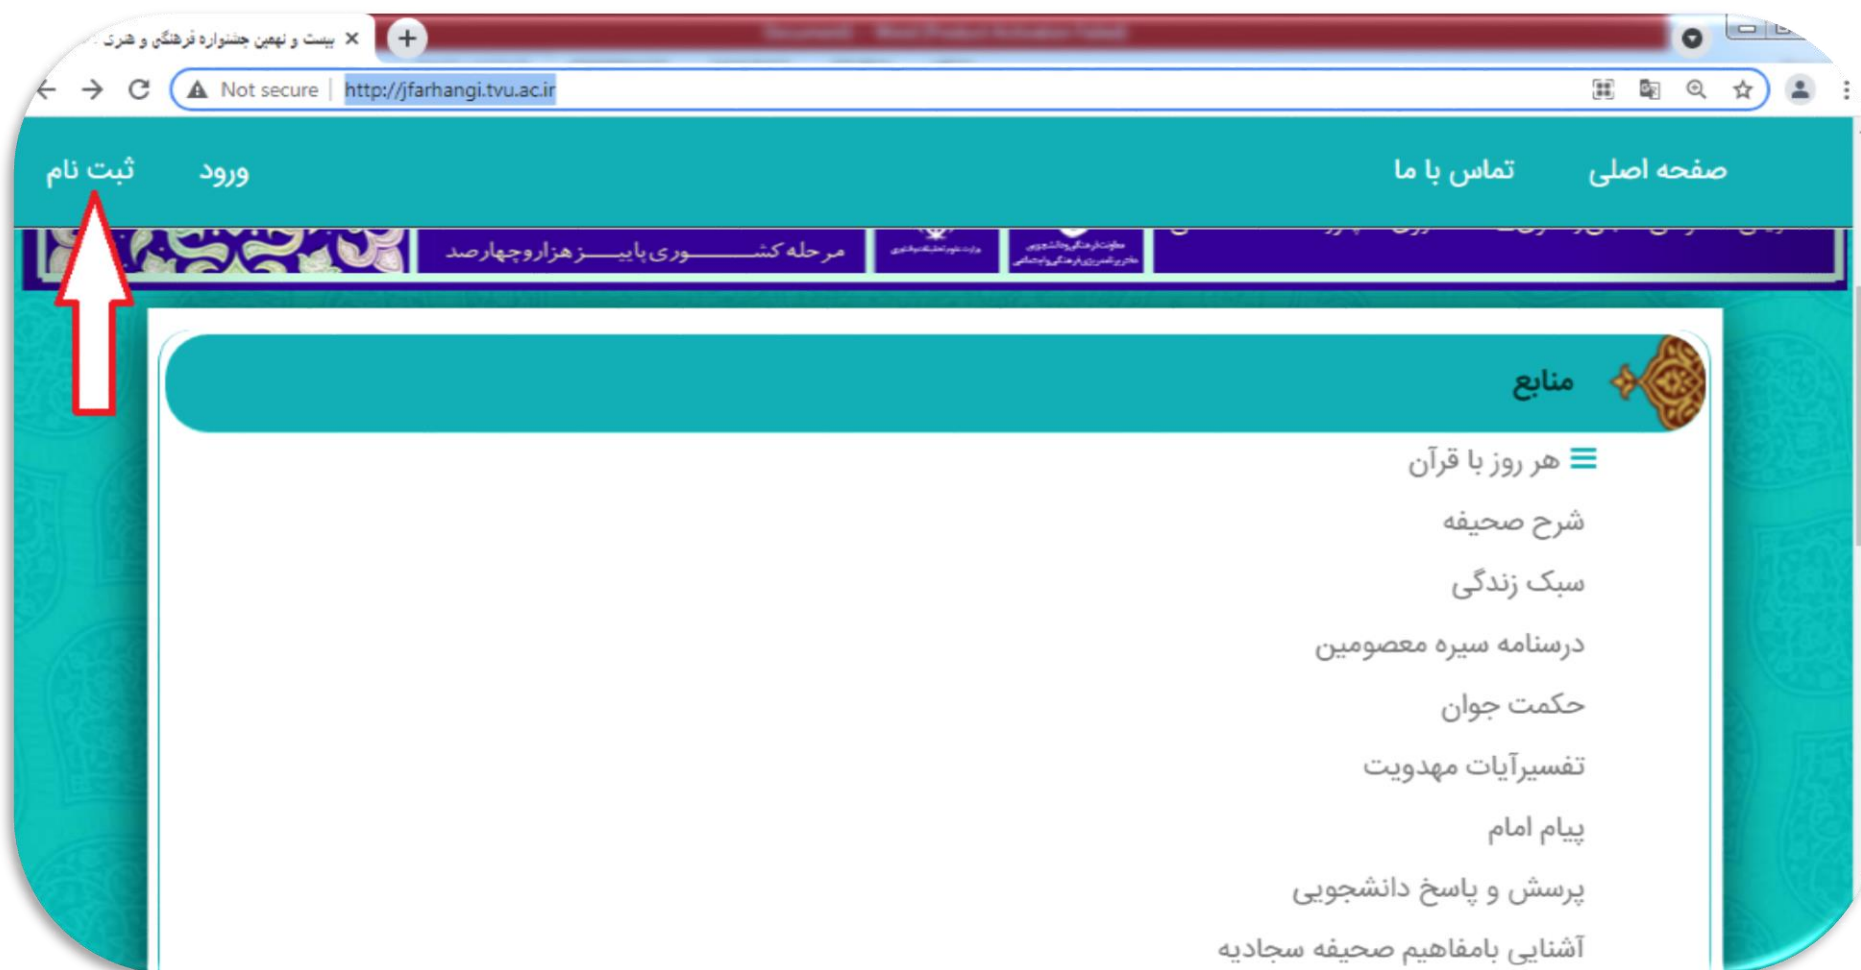 بیست و نهمین جشنواره فرهنگی و هنری
Not secure | http://jfarhangi.tvu.ac.ir
صفحه اصلی
تماس با ما
ورود
ثبت نام
مرحله کشوری پاییز هزار و چهارصد
منابع
هر روز با قرآن
شرح صحیفه
سبک زندگی
درسنامه سیره معصومین
حکمت جوان
تفسیرآیات مهدویت
پیام امام
پرسش و پاسخ دانشجویی
آشنایی بامفاهیم صحیفه سجادیه